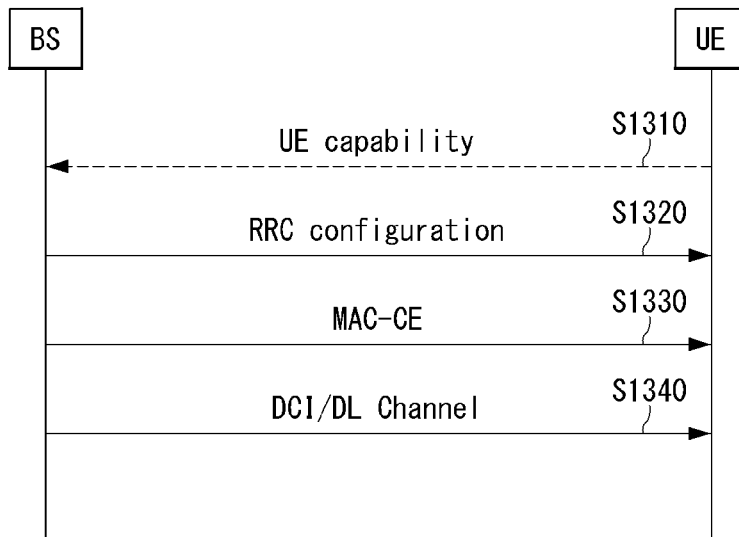 BS
UE
S1310
UE capability
S1320
RRC configuration
S1330
MAC-CE
S1340
DCI/DL Channel